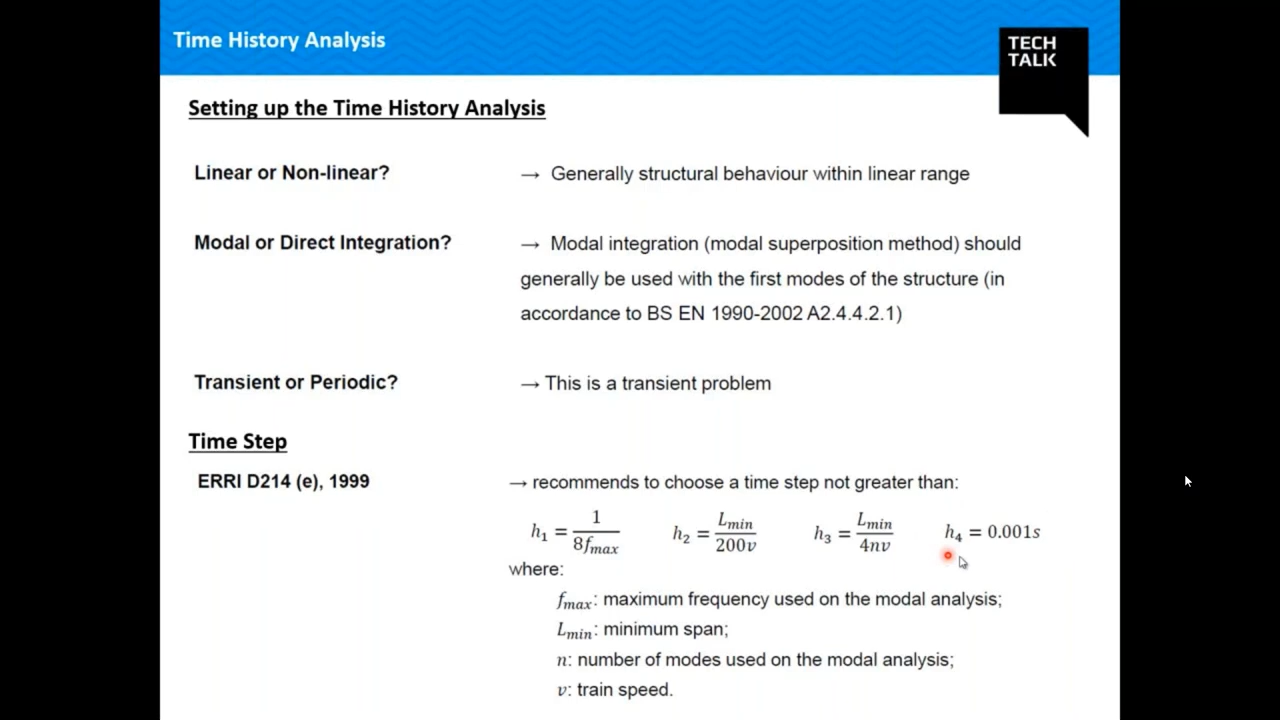 Time History Analysis
TECH
TALK
Setting up the Time History Analysis
Linear or Non-linear? → Generally structural behaviour within linear range
Modal or Direct Integration? → Modal integration (modal superposition method) should
generally be used with the first modes of the structure (in
accordance to BS EN 1990-2002 A2.4.4.2.1)
Transient or Periodic? → This is a transient problem
Time Step
ERRI D214 (e), 1999 → recommends to choose a time step not greater than:
h₁ = 1/(8f_max) h₂ = L_min/(200v) h₃ = L_min/(4nv) h₄ = 0.001s
where:
f_max: maximum frequency used on the modal analysis;
L_min: minimum span;
n: number of modes used on the modal analysis;
v: train speed.